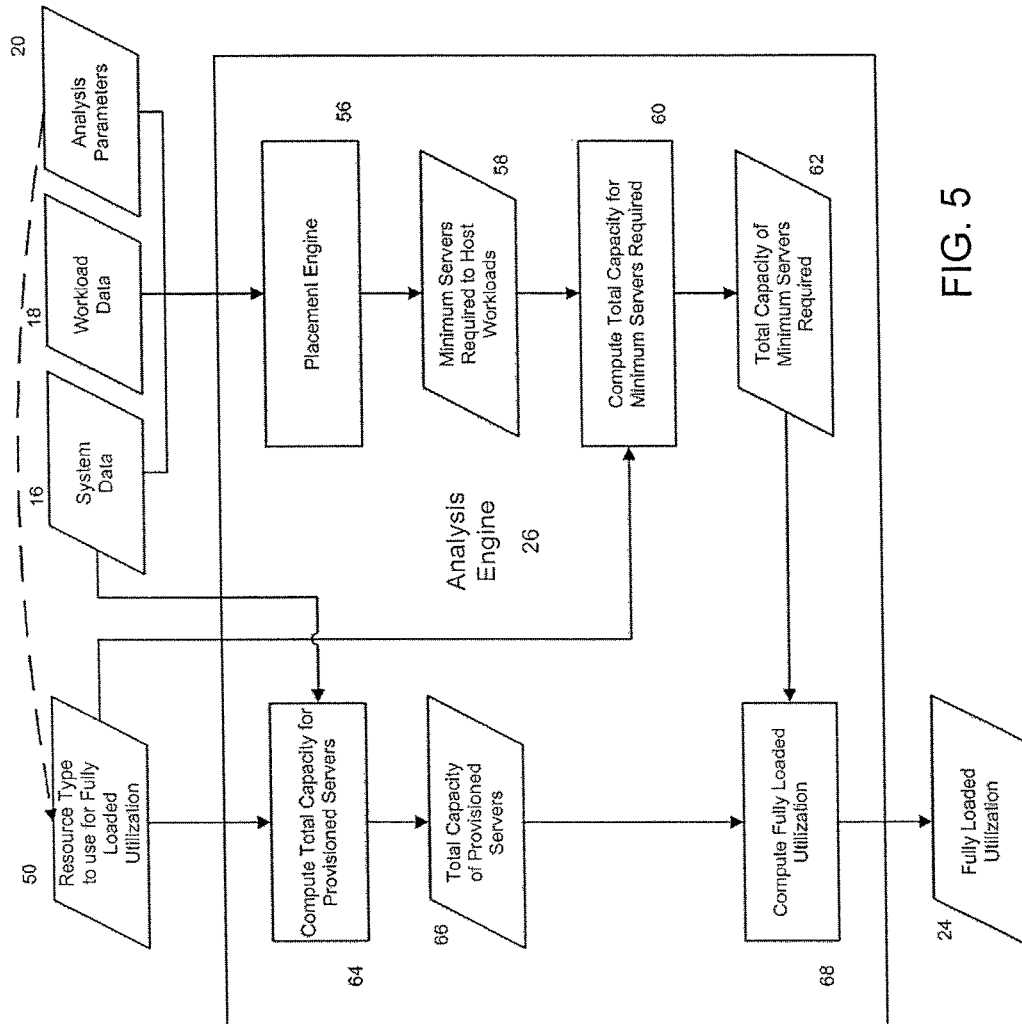 50
Resource Type
to use for Fully
Loaded
Utilization
16
System
Data
18
Workload
Data
20
Analysis
Parameters
64
Compute Total Capacity for
Provisioned Servers
Analysis
Engine
26
Placement Engine
56
66
Total Capacity
of Provisioned
Servers
Minimum Servers
Required to Host
Workloads
58
Compute Total Capacity for
Minimum Servers Required
60
68
Compute Fully Loaded
Utilization
Total Capacity of
Minimum Servers
Required
62
24
Fully Loaded
Utilization
FIG. 5